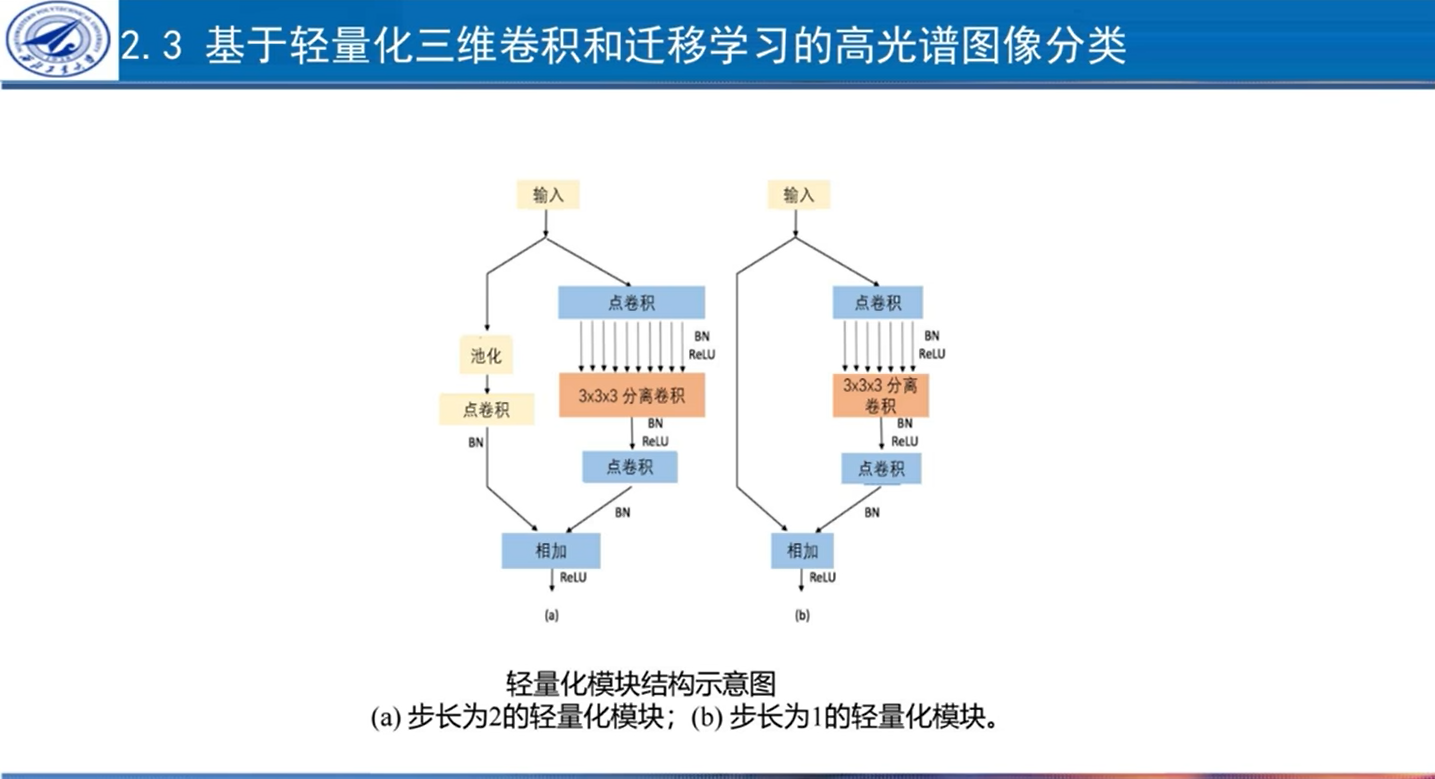 2.3 基于轻量化三维卷积和迁移学习的高光谱图像分类
输入
点卷积
BN
ReLU
池化
3x3x3 分离卷积
点卷积
BN
BN
ReLU
点卷积
BN
相加
ReLU
(a)
输入
点卷积
BN
ReLU
3x3x3 分离
卷积
BN
ReLU
点卷积
BN
相加
ReLU
(b)
轻量化模块结构示意图
(a) 步长为2的轻量化模块；(b) 步长为1的轻量化模块。